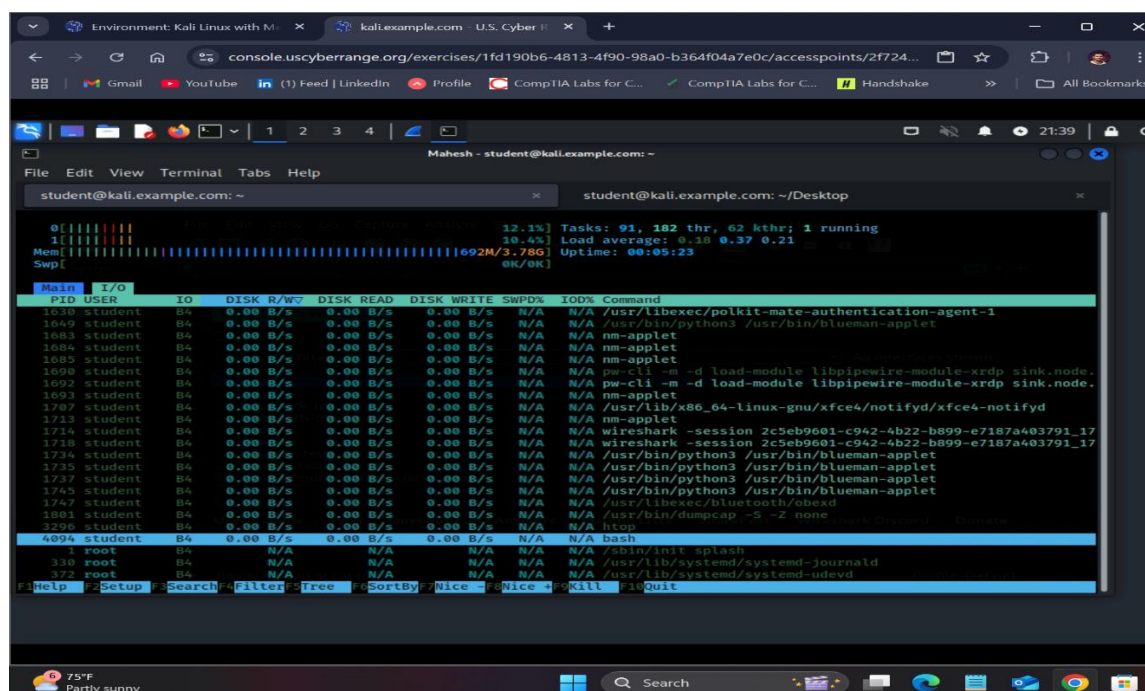 Environment: Kali Linux with M
kali.example.com - U.S. Cyber R
console.uscyberrange.org/exercises/1fd190b6-4813-4f90-98a0-b364f04a7e0c/accesspoints/2f724...
Gmail YouTube (1) Feed | LinkedIn Profile CompTIA Labs for C... CompTIA Labs for C... Handshake » All Bookmarks
1 2 3 4 21:39
Mahesh - student@kali.example.com: ~
File Edit View Terminal Tabs Help
student@kali.example.com: ~ student@kali.example.com: ~/Desktop
0[|||||||| 12.1%] Tasks: 91, 182 thr, 62 kthr; 1 running
1[|||||||| 10.4%] Load average: 0.18 0.37 0.21
Mem[||||||||||||||||||||||||||||||||||||||||||||||||692M/3.78G] Uptime: 00:05:23
Swp[ 0K/0K]
Main I/O
PID USER IO DISK R/W▽ DISK READ DISK WRITE SWPD% IOD% Command
1630 student B4 0.00 B/s 0.00 B/s 0.00 B/s N/A N/A /usr/libexec/polkit-mate-authentication-agent-1
1649 student B4 0.00 B/s 0.00 B/s 0.00 B/s N/A N/A /usr/bin/python3 /usr/bin/blueman-applet
1683 student B4 0.00 B/s 0.00 B/s 0.00 B/s N/A N/A nm-applet
1684 student B4 0.00 B/s 0.00 B/s 0.00 B/s N/A N/A nm-applet
1685 student B4 0.00 B/s 0.00 B/s 0.00 B/s N/A N/A nm-applet
1690 student B4 0.00 B/s 0.00 B/s 0.00 B/s N/A N/A pw-cli -m -d load-module libpipewire-module-xrdp sink.node.
1692 student B4 0.00 B/s 0.00 B/s 0.00 B/s N/A N/A pw-cli -m -d load-module libpipewire-module-xrdp sink.node.
1693 student B4 0.00 B/s 0.00 B/s 0.00 B/s N/A N/A nm-applet
1707 student B4 0.00 B/s 0.00 B/s 0.00 B/s N/A N/A /usr/lib/x86_64-linux-gnu/xfce4/notifyd/xfce4-notifyd
1713 student B4 0.00 B/s 0.00 B/s 0.00 B/s N/A N/A nm-applet
1714 student B4 0.00 B/s 0.00 B/s 0.00 B/s N/A N/A wireshark -session 2c5eb9601-c942-4b22-b899-e7187a403791_17
1718 student B4 0.00 B/s 0.00 B/s 0.00 B/s N/A N/A wireshark -session 2c5eb9601-c942-4b22-b899-e7187a403791_17
1734 student B4 0.00 B/s 0.00 B/s 0.00 B/s N/A N/A /usr/bin/python3 /usr/bin/blueman-applet
1735 student B4 0.00 B/s 0.00 B/s 0.00 B/s N/A N/A /usr/bin/python3 /usr/bin/blueman-applet
1737 student B4 0.00 B/s 0.00 B/s 0.00 B/s N/A N/A /usr/bin/python3 /usr/bin/blueman-applet
1745 student B4 0.00 B/s 0.00 B/s 0.00 B/s N/A N/A /usr/bin/python3 /usr/bin/blueman-applet
1747 student B4 0.00 B/s 0.00 B/s 0.00 B/s N/A N/A /usr/libexec/bluetooth/obexd
1801 student B4 0.00 B/s 0.00 B/s 0.00 B/s N/A N/A /usr/bin/dumpcap -S -Z none
3296 student B4 0.00 B/s 0.00 B/s 0.00 B/s N/A N/A htop
4094 student B4 0.00 B/s 0.00 B/s 0.00 B/s N/A N/A bash
1 root B4 N/A N/A N/A N/A N/A /sbin/init splash
330 root B4 N/A N/A N/A N/A N/A /usr/lib/systemd/systemd-journald
372 root B4 N/A N/A N/A N/A N/A /usr/lib/systemd/systemd-udevd
F1Help F2Setup F3Search F4Filter F5Tree F6SortBy F7Nice - F8Nice + F9Kill F10Quit
6 75°F
Partly sunny
Search